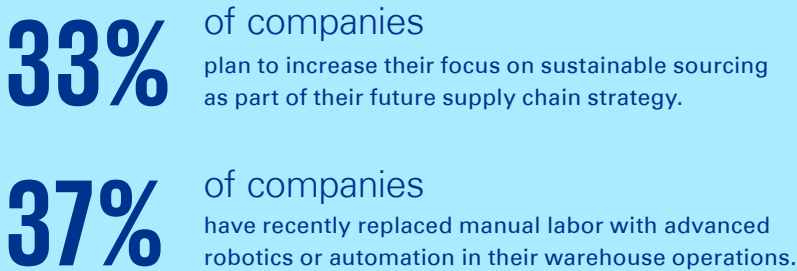 33%
of companies
plan to increase their focus on sustainable sourcing
as part of their future supply chain strategy.
37%
of companies
have recently replaced manual labor with advanced
robotics or automation in their warehouse operations.